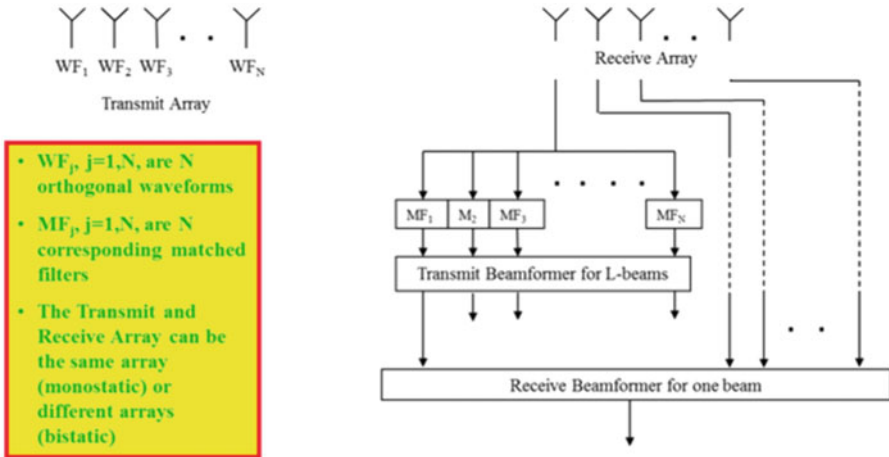 WF₁ WF₂ WF₃ . . WF_N
Transmit Array
Receive Array
• WFⱼ, j=1,N, are N
orthogonal waveforms
• MFⱼ, j=1,N, are N
corresponding matched
filters
• The Transmit and
Receive Array can be
the same array
(monostatic) or
different arrays
(bistatic)
MF₁ M₂ MF₃ . . . . MF_N
Transmit Beamformer for L-beams
Receive Beamformer for one beam